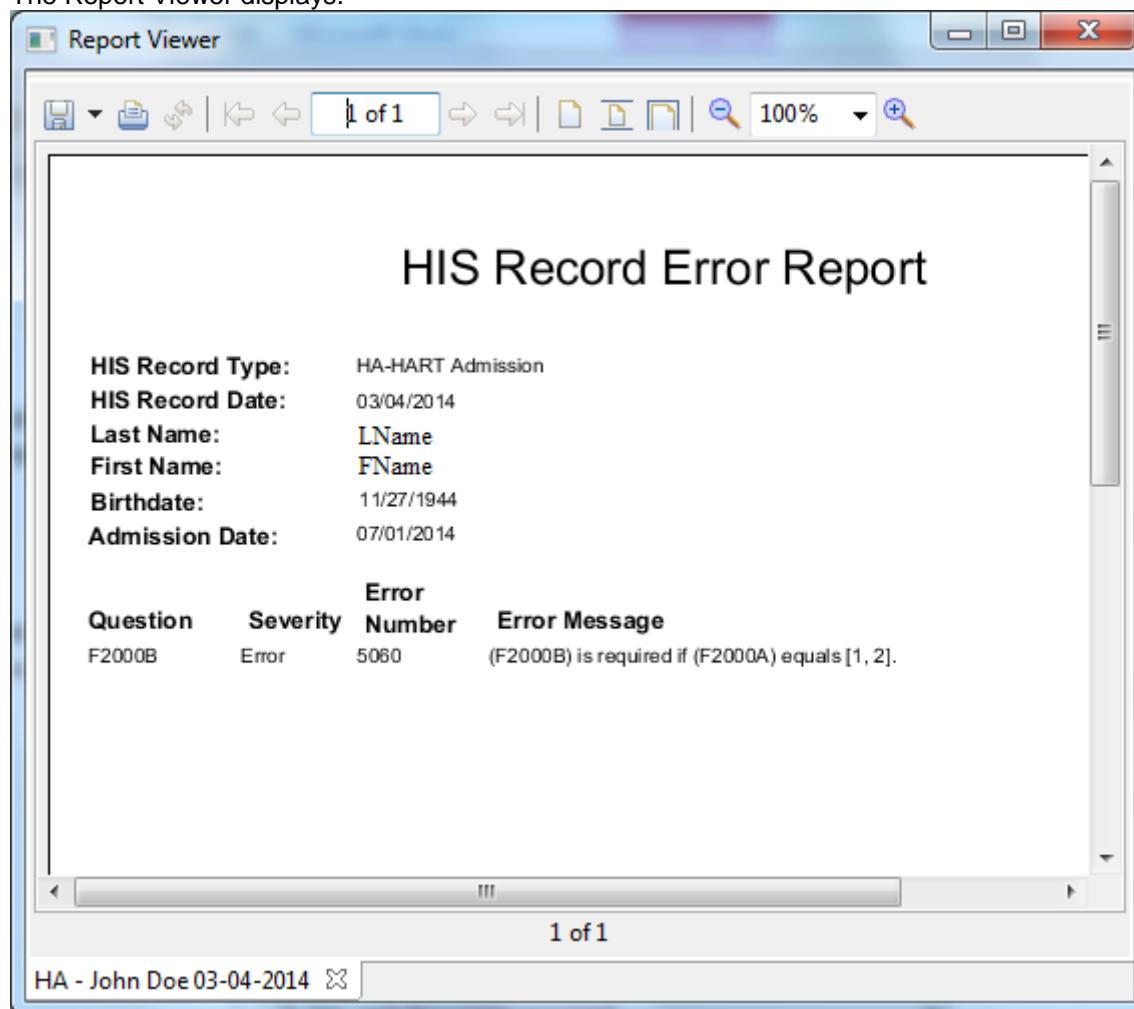 The Report Viewer displays.
Report Viewer
1 of 1
100%
HIS Record Error Report
HIS Record Type: HA-HART Admission
HIS Record Date: 03/04/2014
Last Name: LName
First Name: FName
Birthdate: 11/27/1944
Admission Date: 07/01/2014
Question Severity Error Number Error Message
F2000B Error 5060 (F2000B) is required if (F2000A) equals [1, 2].
1 of 1
HA - John Doe 03-04-2014